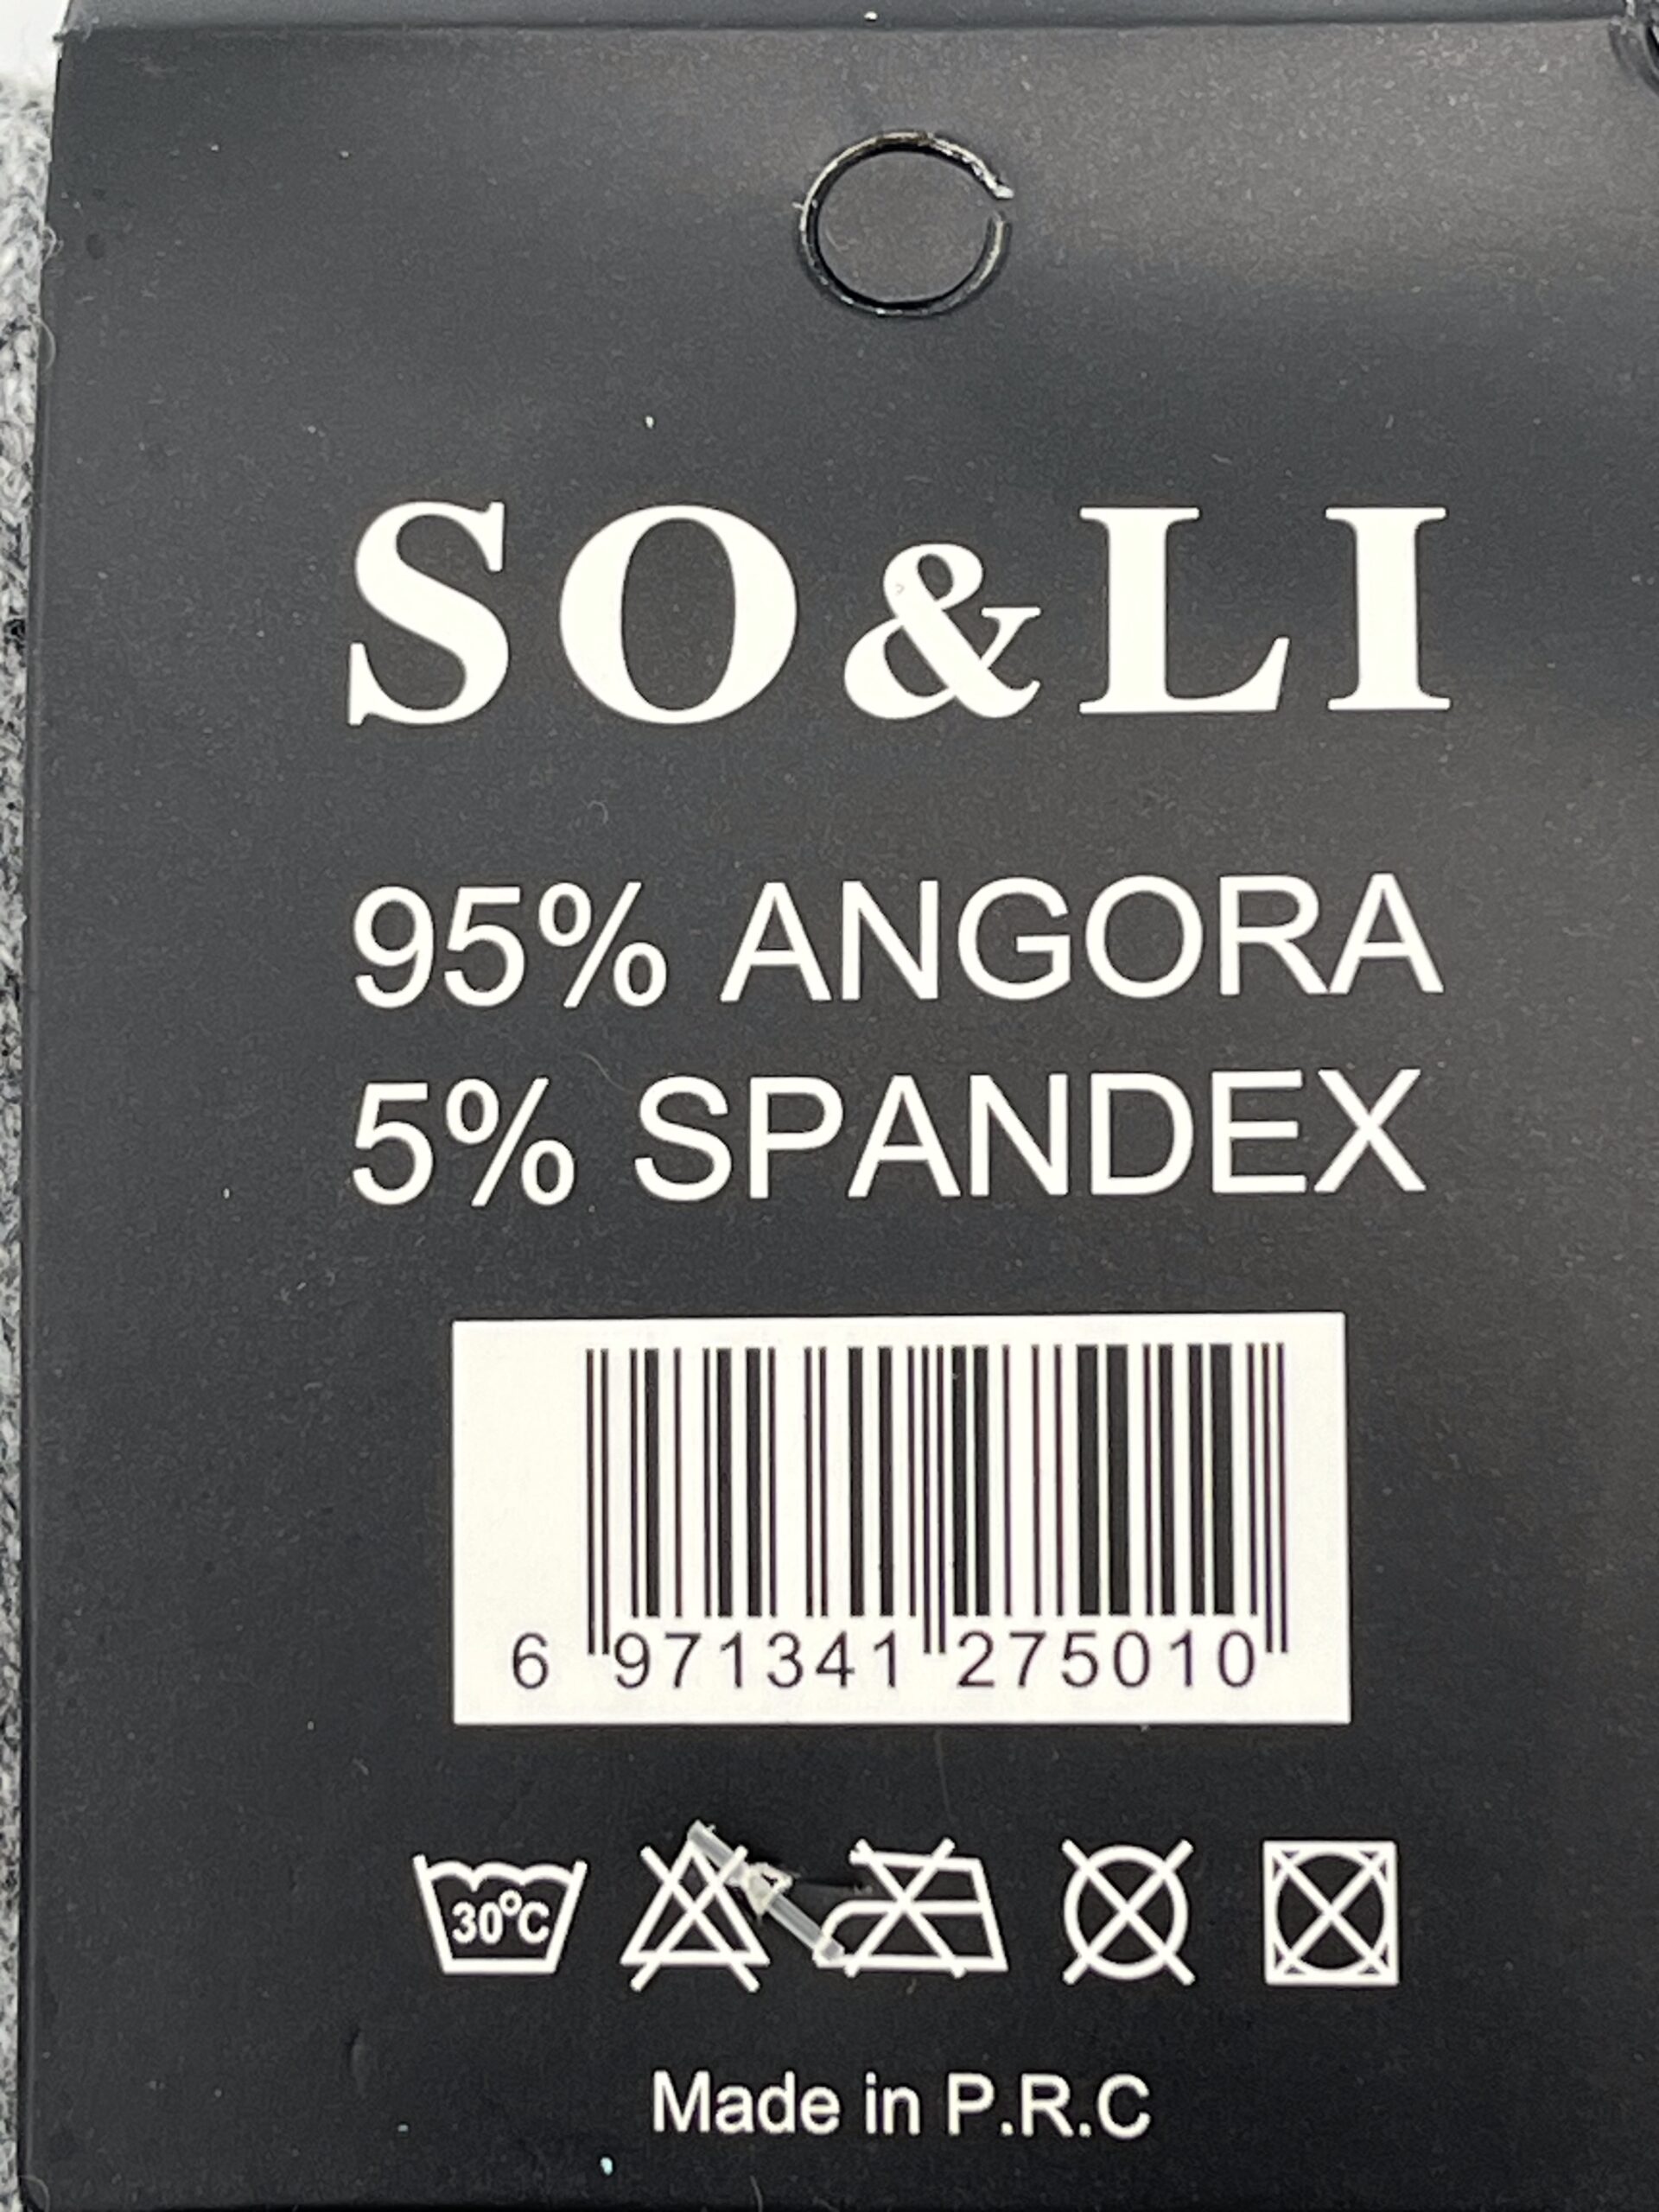 SO&LI
95% ANGORA
5% SPANDEX
6 971341 275010
30°C
Made in P.R.C